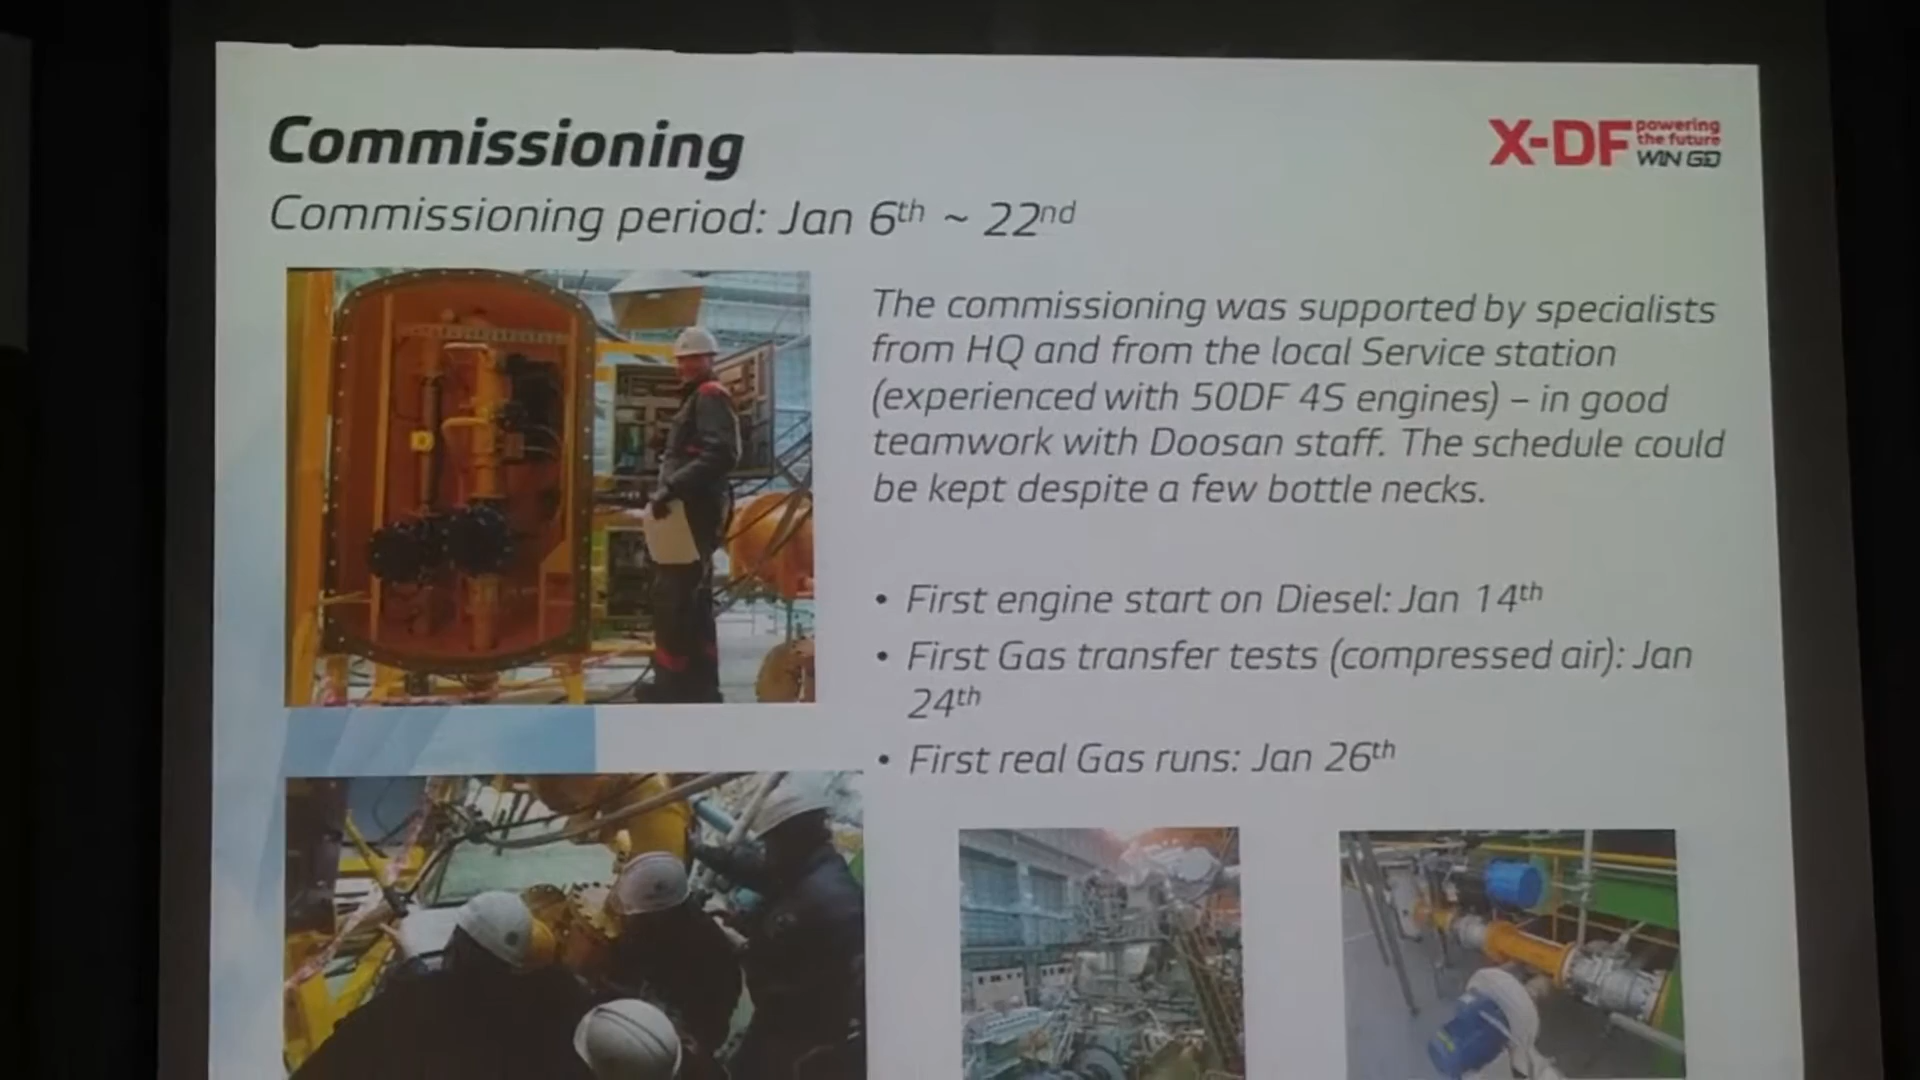 Commissioning
X-DF powering
the future
WIN GD
Commissioning period: Jan 6th ~ 22nd
The commissioning was supported by specialists
from HQ and from the local Service station
(experienced with 50DF 4S engines) – in good
teamwork with Doosan staff. The schedule could
be kept despite a few bottle necks.
• First engine start on Diesel: Jan 14th
• First Gas transfer tests (compressed air): Jan
24th
• First real Gas runs: Jan 26th